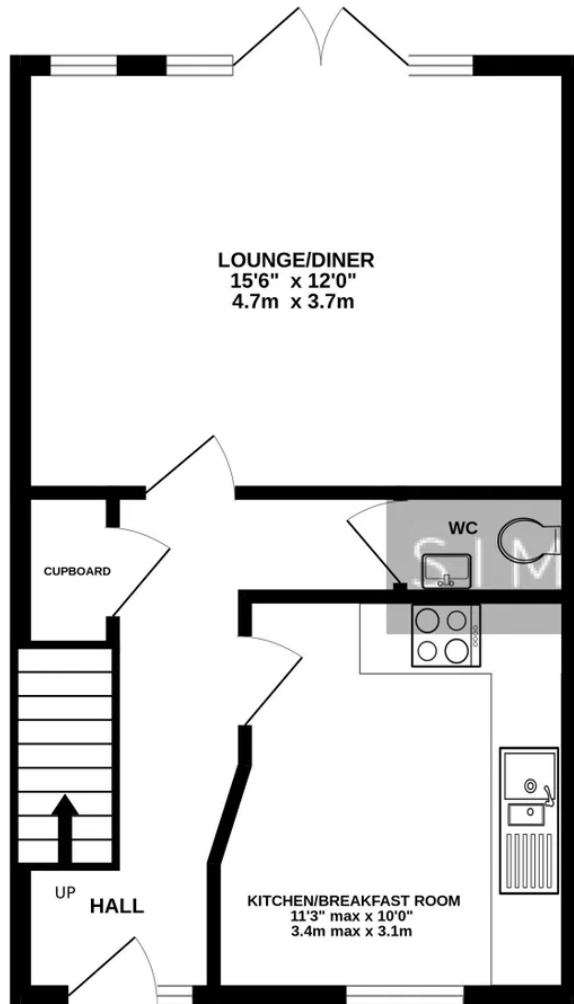 LOUNGE/DINER
15'6" x 12'0"
4.7m x 3.7m
WC
SIM
CUPBOARD
UP
HALL
KITCHEN/BREAKFAST ROOM
11'3" max x 10'0"
3.4m max x 3.1m